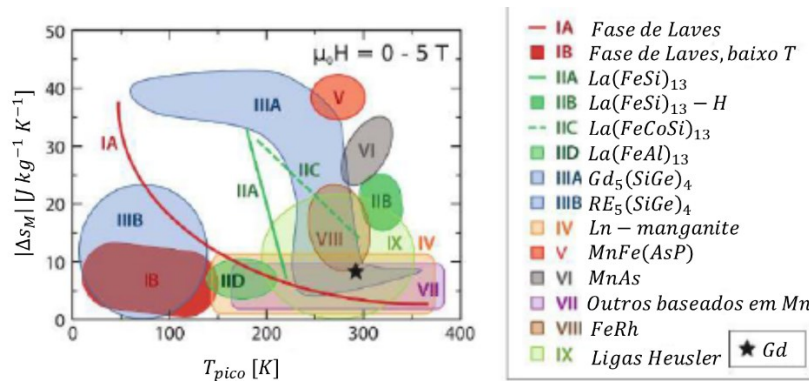 μ₀H = 0 - 5 T
|Δs_M| [J kg⁻¹ K⁻¹]
50
40
30
20
10
0
0
100
200
300
400
T_pico [K]
IA
IIIA
V
VI
IIA
IIC
IIB
IIIB
VIII
IX
IV
IB
IID
VII
IA Fase de Laves
IB Fase de Laves, baixo T
IIA La(FeSi)₁₃
IIB La(FeSi)₁₃ − H
IIC La(FeCoSi)₁₃
IID La(FeAl)₁₃
IIIA Gd₅(SiGe)₄
IIIB RE₅(SiGe)₄
IV Ln − manganite
V MnFe(AsP)
VI MnAs
VII Outros baseados em Mn
VIII FeRh
IX Ligas Heusler
★ Gd